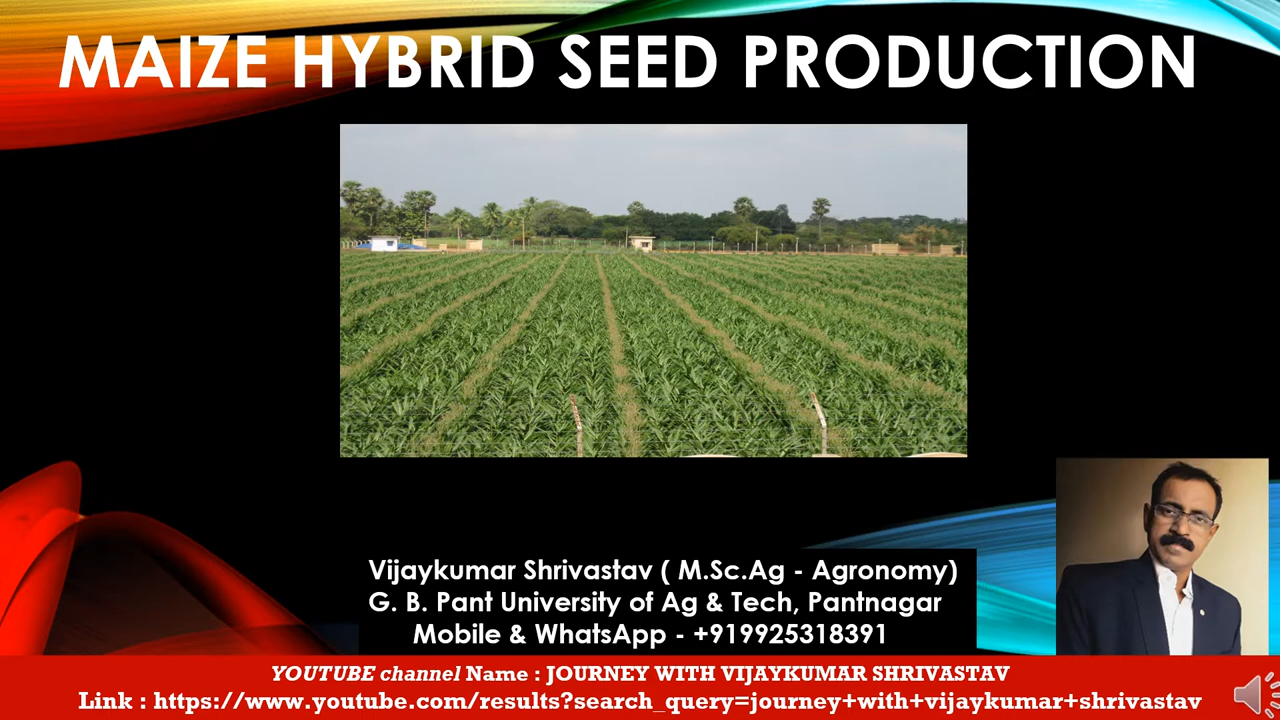 MAIZE HYBRID SEED PRODUCTION
Vijaykumar Shrivastav ( M.Sc.Ag - Agronomy)
G. B. Pant University of Ag & Tech, Pantnagar
Mobile & WhatsApp - +919925318391
YOUTUBE channel Name : JOURNEY WITH VIJAYKUMAR SHRIVASTAV
Link : https://www.youtube.com/results?search_query=journey+with+vijaykumar+shrivastav